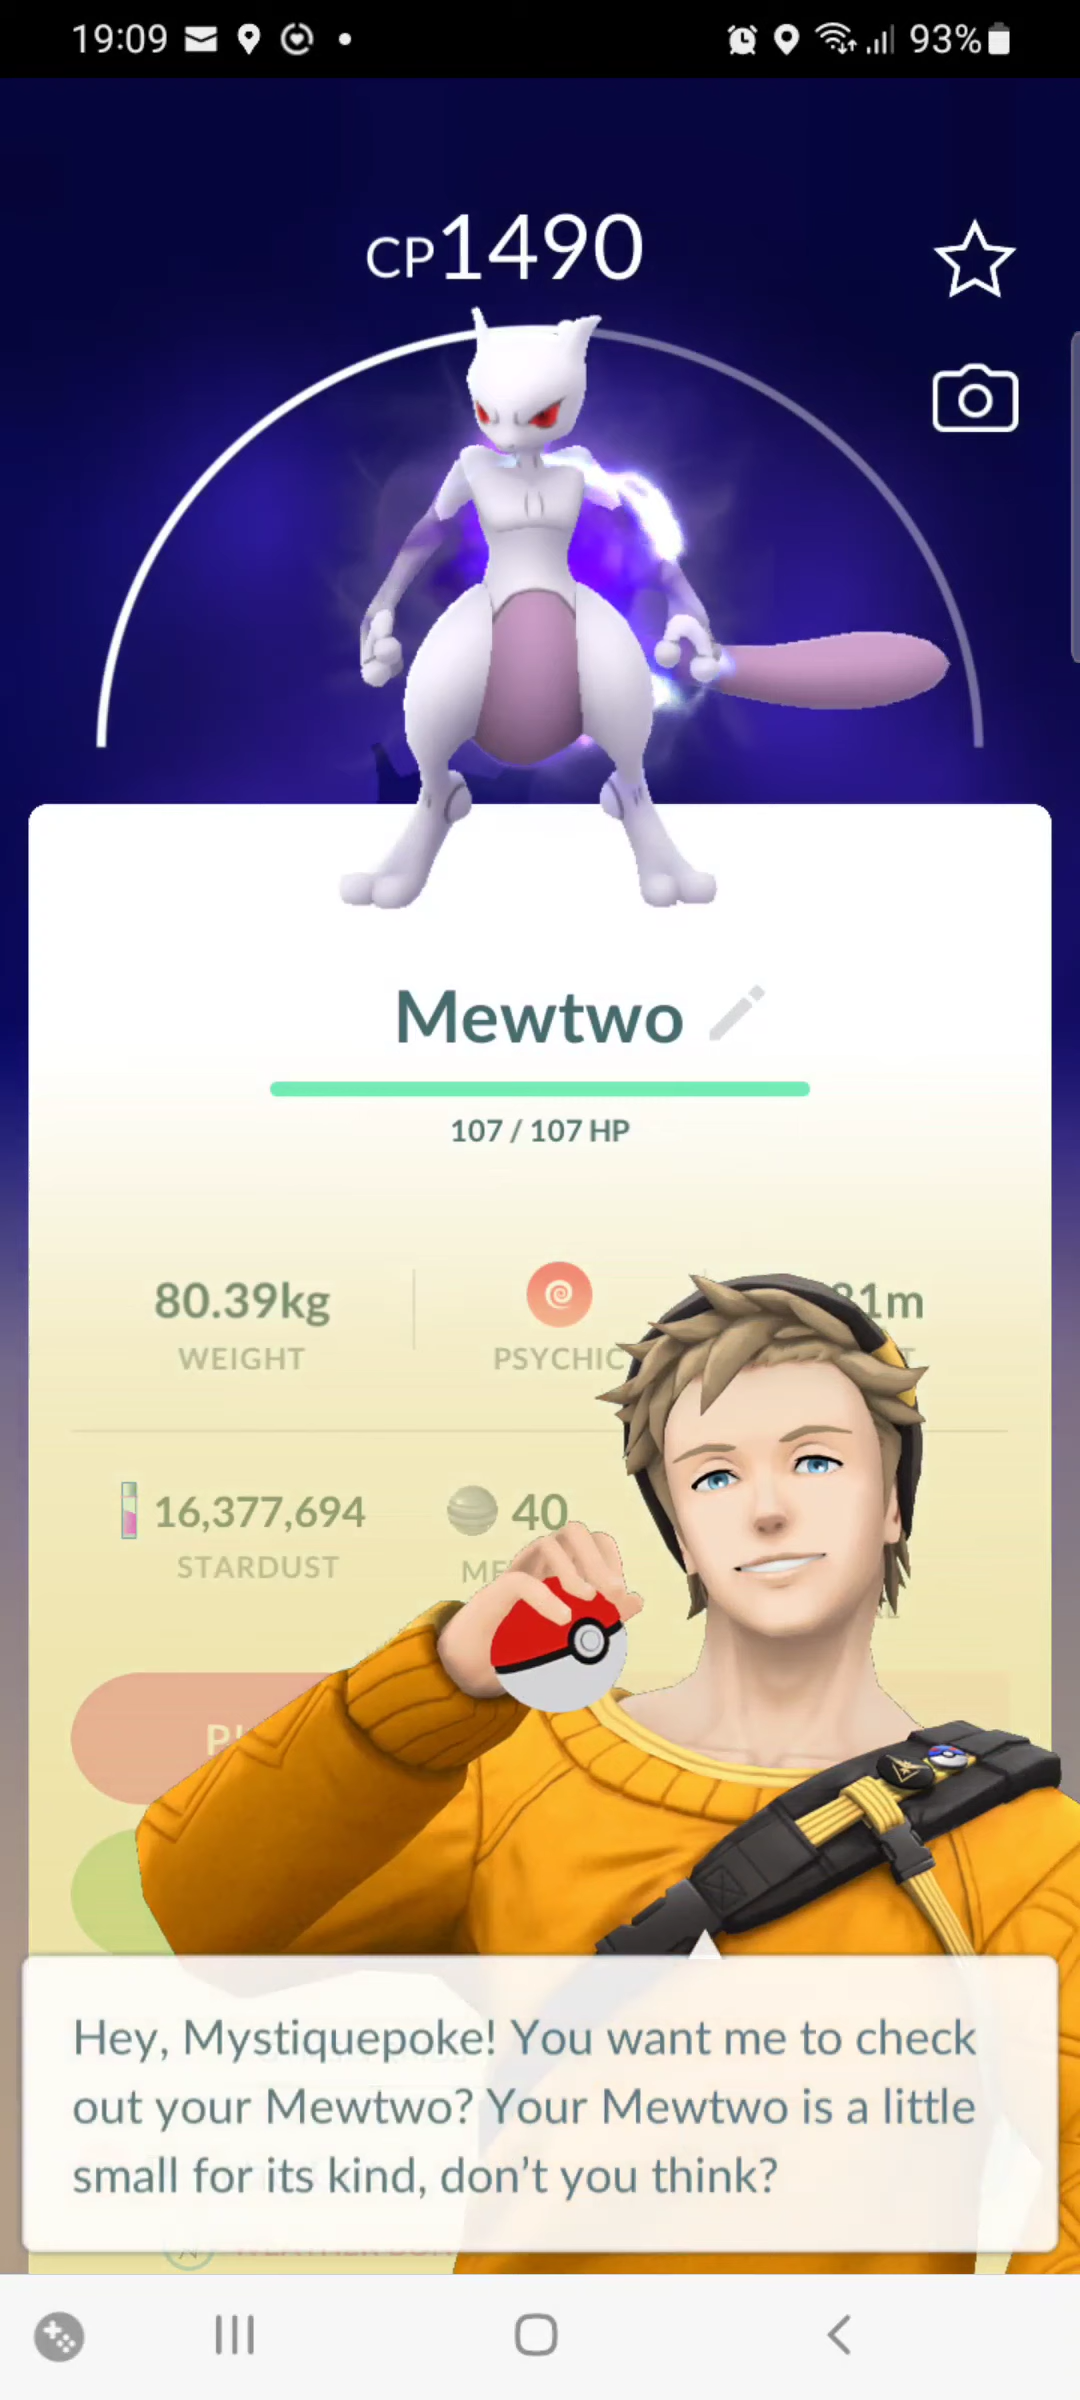 19:09
93%
CP1490
Mewtwo
107 / 107 HP
80.39kg
WEIGHT
PSYCHIC
16,377,694
STARDUST
40
Hey, Mystiquepoke! You want me to check
out your Mewtwo? Your Mewtwo is a little
small for its kind, don't you think?